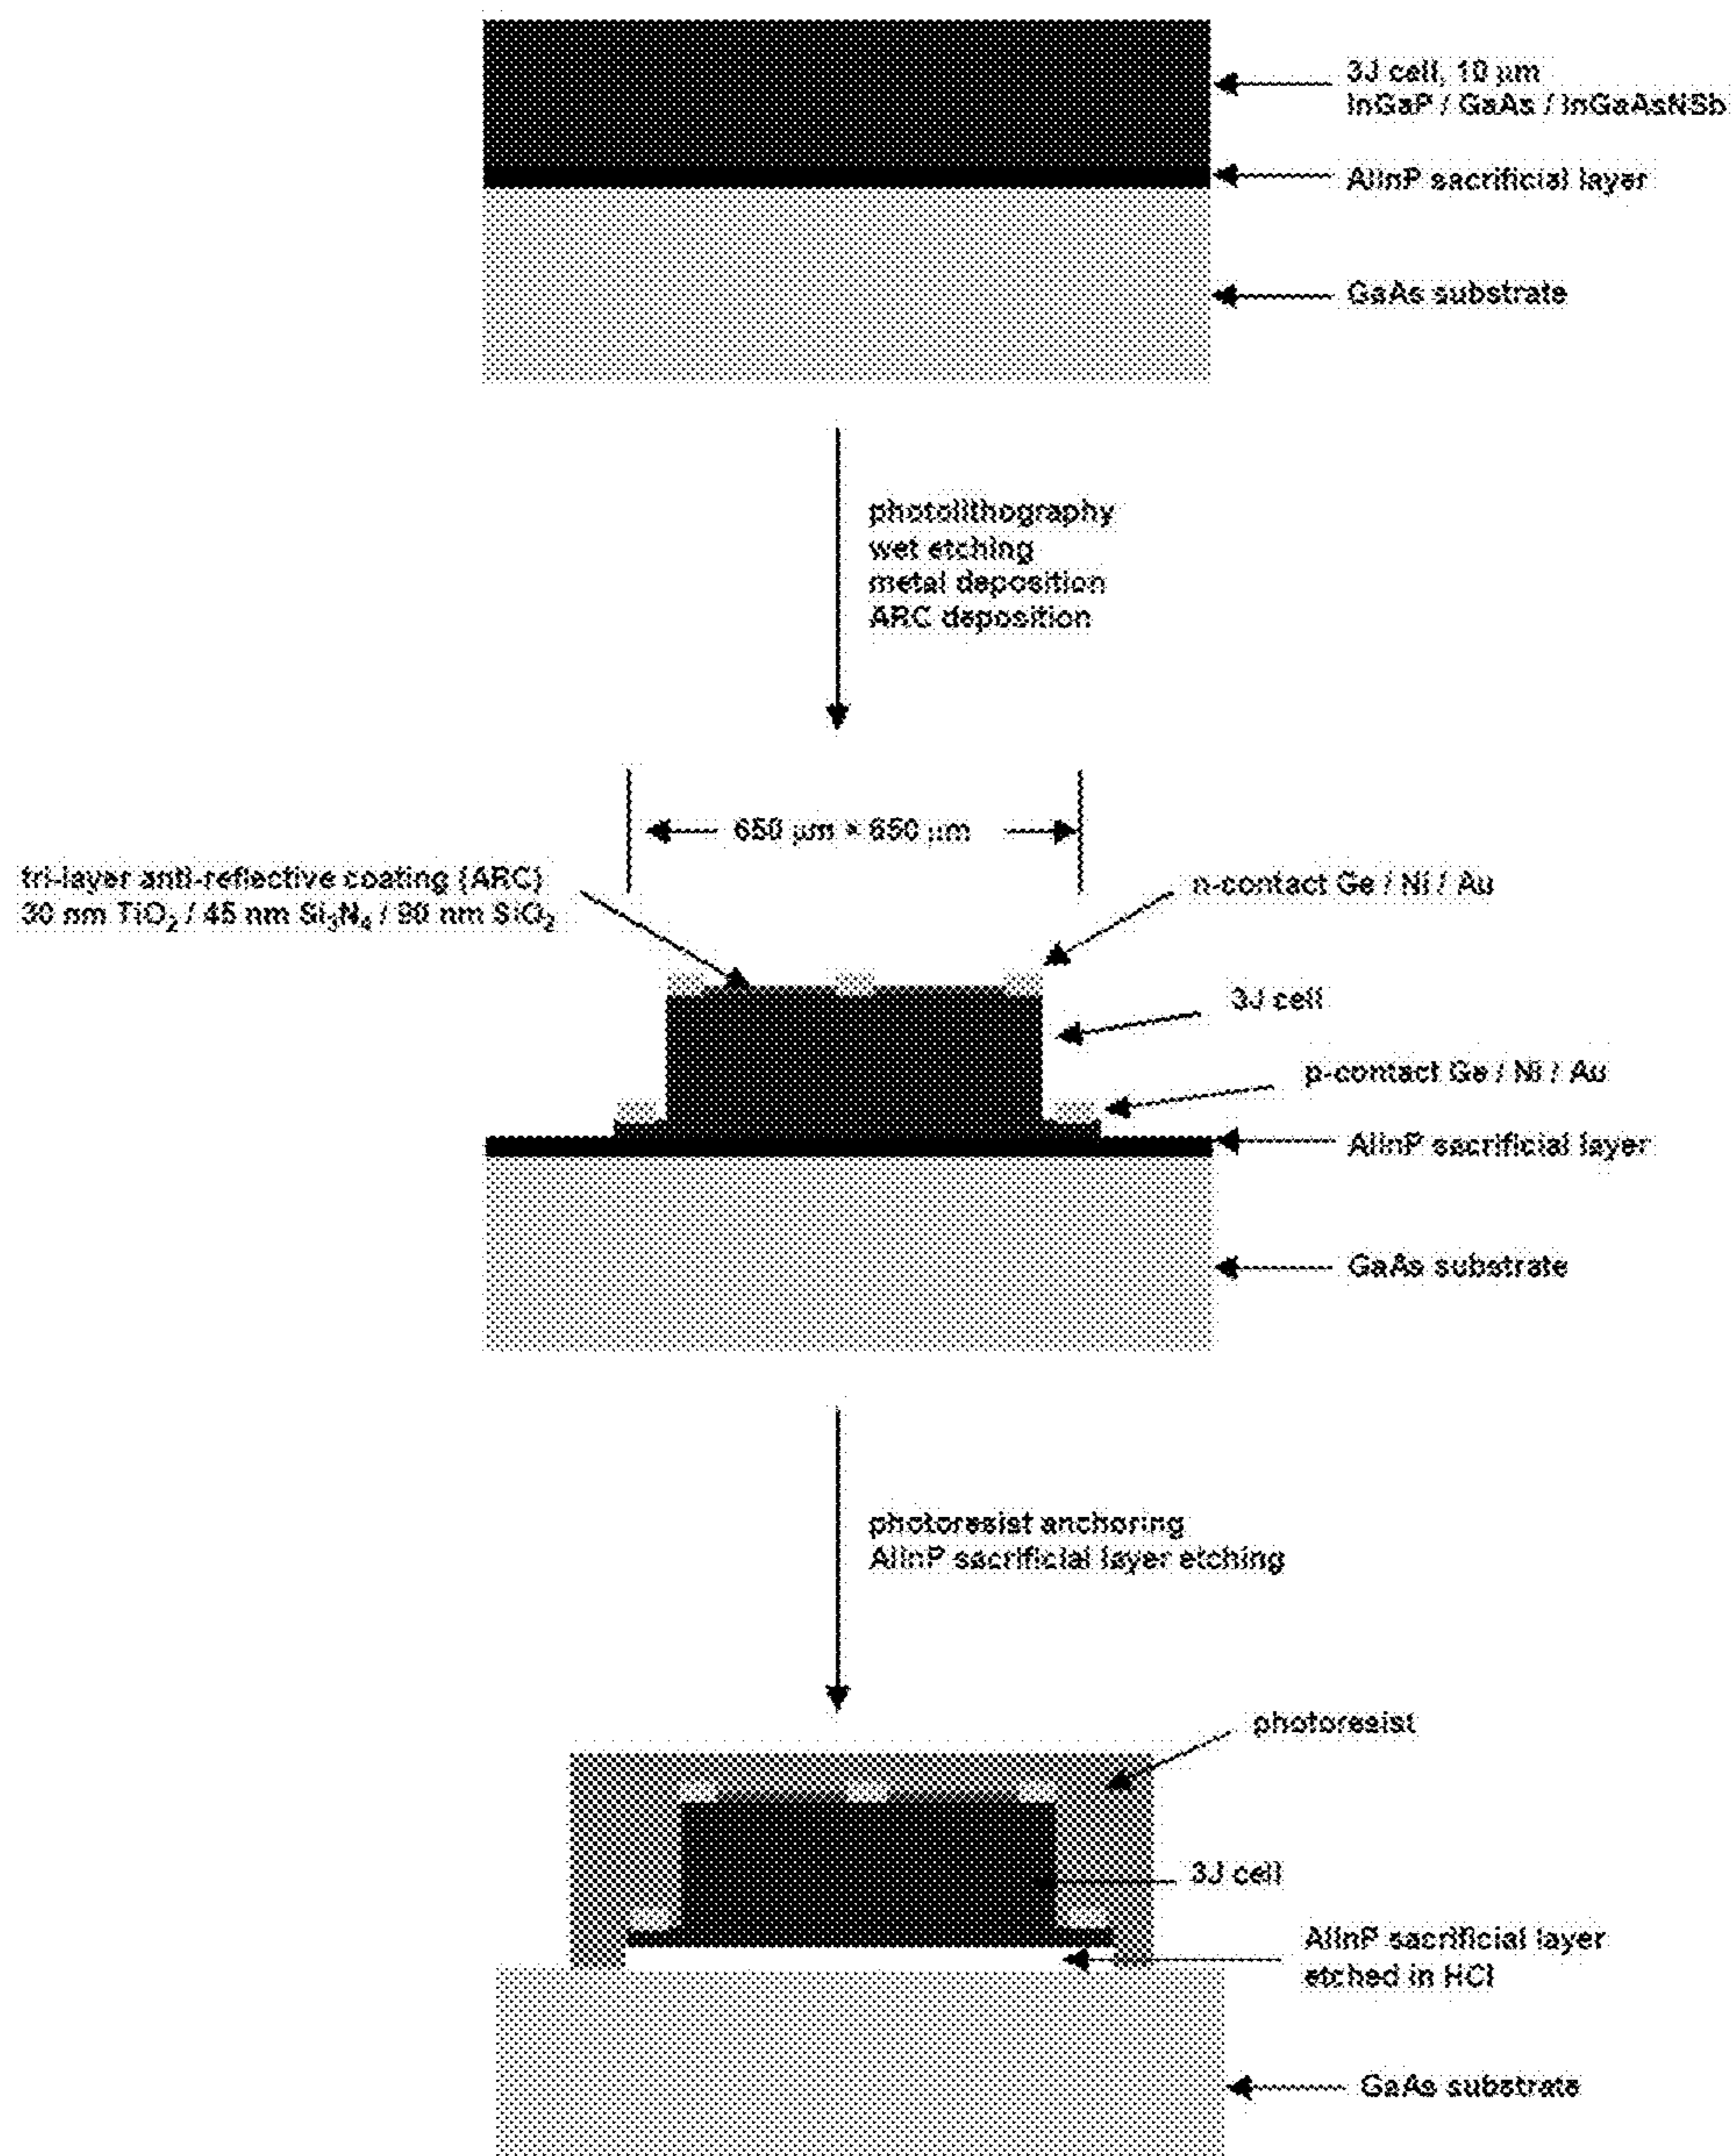 3J cell, 10 μm
InGaP / GaAs / InGaAsNSb
AlInP sacrificial layer
GaAs substrate
photolithography
wet etching
metal deposition
ARC deposition
650 μm × 650 μm
tri-layer anti-reflective coating (ARC)
30 nm TiO₂ / 45 nm Si₃N₄ / 90 nm SiO₂
n-contact Ge / Ni / Au
3J cell
p-contact Ge / Ni / Au
AlInP sacrificial layer
GaAs substrate
photoresist anchoring
AlInP sacrificial layer etching
photoresist
3J cell
AlInP sacrificial layer
etched in HCl
GaAs substrate